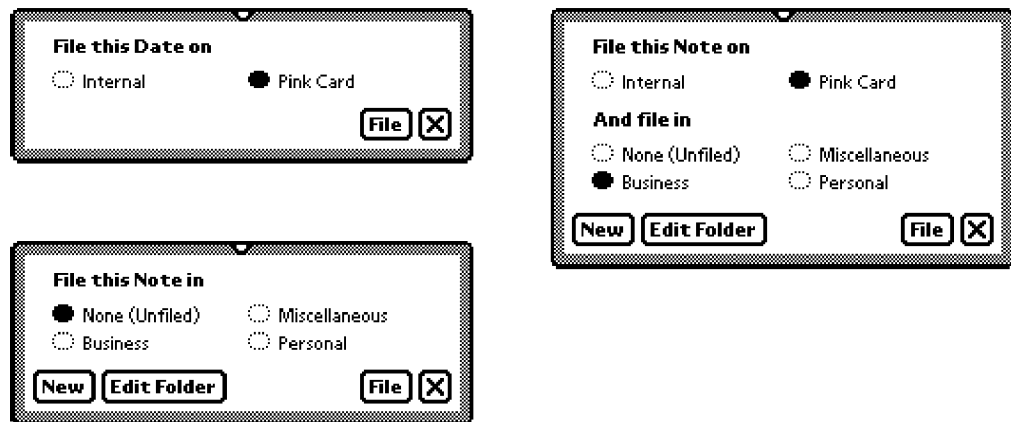 File this Date on
Internal Pink Card
File
File this Note in
None (Unfiled) Miscellaneous
Business Personal
New Edit Folder File
File this Note on
Internal Pink Card
And file in
None (Unfiled) Miscellaneous
Business Personal
New Edit Folder File